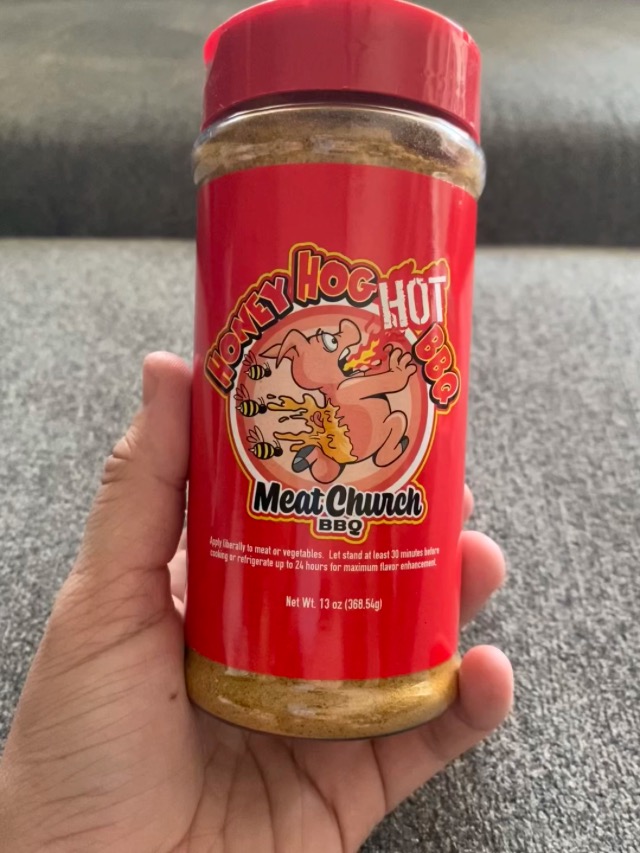 HONEY HOG HOT BBQ
Meat Church
BBQ
Apply liberally to meat or vegetables. Let stand at least 30 minutes before
cooking or refrigerate up to 24 hours for maximum flavor enhancement.
Net Wt. 13 oz (368.54g)